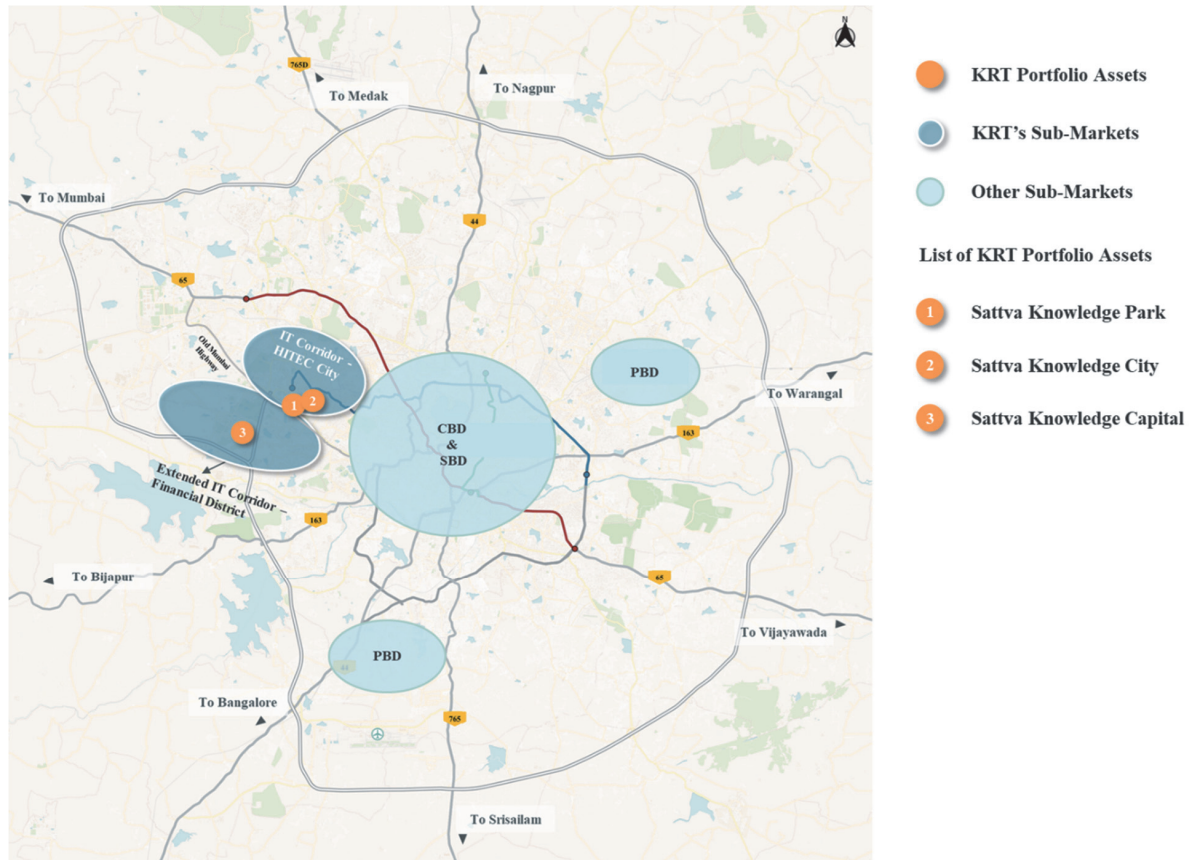 N
765D
To Medak
To Nagpur
To Mumbai
44
65
Old Mumbai
Highway
IT Corridor –
HITEC City
1
2
3
PBD
To Warangal
CBD
&
SBD
163
Extended IT Corridor –
Financial District
163
To Bijapur
65
To Vijayawada
PBD
44
To Bangalore
765
To Srisailam
KRT Portfolio Assets
KRT's Sub-Markets
Other Sub-Markets
List of KRT Portfolio Assets
1 Sattva Knowledge Park
2 Sattva Knowledge City
3 Sattva Knowledge Capital